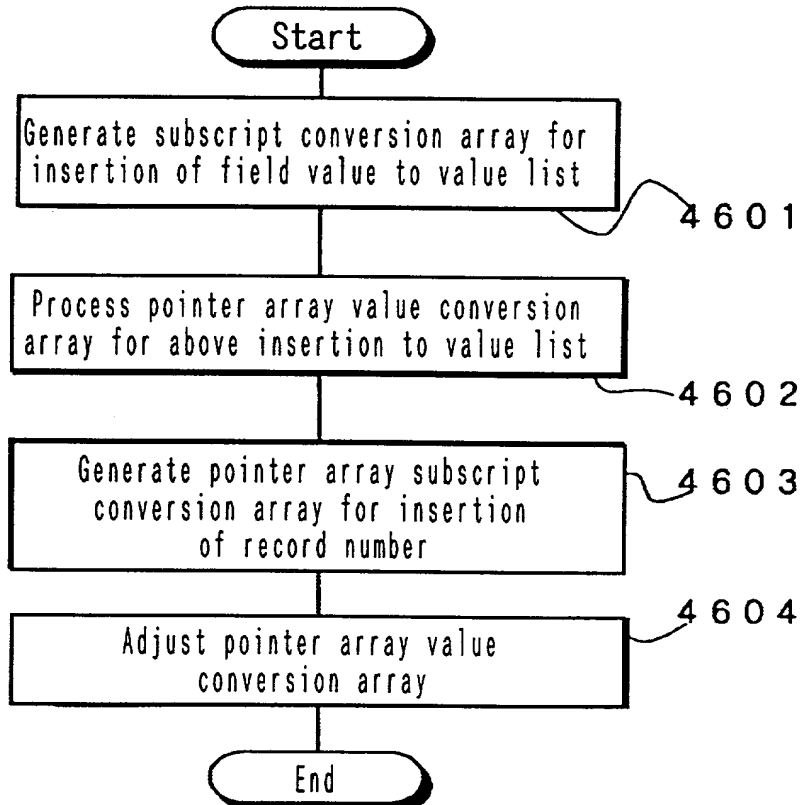 Start
Generate subscript conversion array for
insertion of field value to value list
4601
Process pointer array value conversion
array for above insertion to value list
4602
Generate pointer array subscript
conversion array for insertion
of record number
4603
Adjust pointer array value
conversion array
4604
End